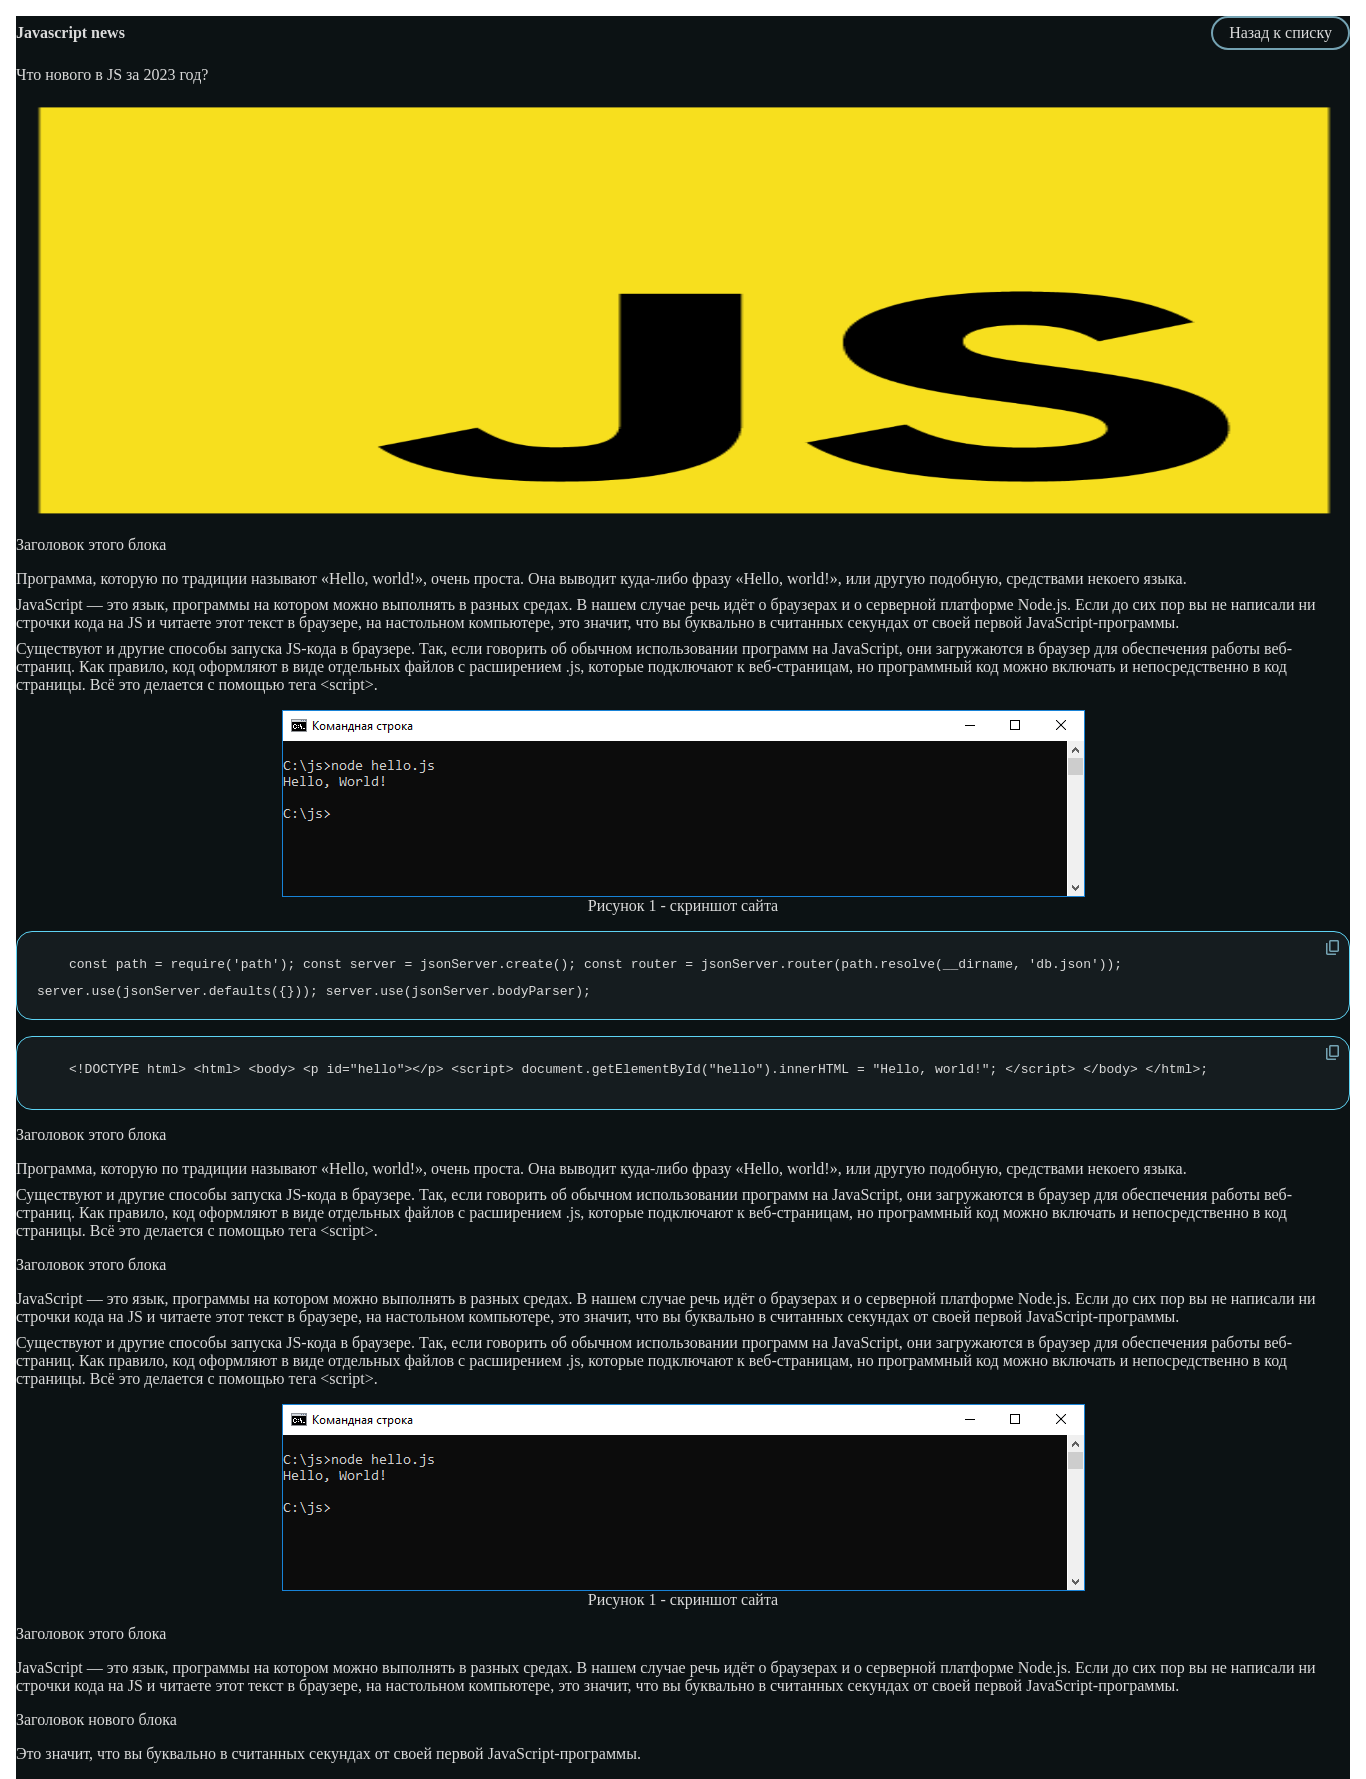 Javascript news
Назад к списку
Что нового в JS за 2023 год?
JS
Заголовок этого блока
Программа, которую по традиции называют «Hello, world!», очень проста. Она выводит куда-либо фразу «Hello, world!», или другую подобную, средствами некоего языка.
JavaScript — это язык, программы на котором можно выполнять в разных средах. В нашем случае речь идёт о браузерах и о серверной платформе Node.js. Если до сих пор вы не написали ни
строчки кода на JS и читаете этот текст в браузере, на настольном компьютере, это значит, что вы буквально в считанных секундах от своей первой JavaScript-программы.
Существуют и другие способы запуска JS-кода в браузере. Так, если говорить об обычном использовании программ на JavaScript, они загружаются в браузер для обеспечения работы веб-
страниц. Как правило, код оформляют в виде отдельных файлов с расширением .js, которые подключают к веб-страницам, но программный код можно включать и непосредственно в код
страницы. Всё это делается с помощью тега <script>.
Командная строка
C:\js>node hello.js
Hello, World!
C:\js>
Рисунок 1 - скриншот сайта
const path = require('path'); const server = jsonServer.create(); const router = jsonServer.router(path.resolve(__dirname, 'db.json'));
server.use(jsonServer.defaults({})); server.use(jsonServer.bodyParser);
<!DOCTYPE html> <html> <body> <p id="hello"></p> <script> document.getElementById("hello").innerHTML = "Hello, world!"; </script> </body> </html>;
Заголовок этого блока
Программа, которую по традиции называют «Hello, world!», очень проста. Она выводит куда-либо фразу «Hello, world!», или другую подобную, средствами некоего языка.
Существуют и другие способы запуска JS-кода в браузере. Так, если говорить об обычном использовании программ на JavaScript, они загружаются в браузер для обеспечения работы веб-
страниц. Как правило, код оформляют в виде отдельных файлов с расширением .js, которые подключают к веб-страницам, но программный код можно включать и непосредственно в код
страницы. Всё это делается с помощью тега <script>.
Заголовок этого блока
JavaScript — это язык, программы на котором можно выполнять в разных средах. В нашем случае речь идёт о браузерах и о серверной платформе Node.js. Если до сих пор вы не написали ни
строчки кода на JS и читаете этот текст в браузере, на настольном компьютере, это значит, что вы буквально в считанных секундах от своей первой JavaScript-программы.
Существуют и другие способы запуска JS-кода в браузере. Так, если говорить об обычном использовании программ на JavaScript, они загружаются в браузер для обеспечения работы веб-
страниц. Как правило, код оформляют в виде отдельных файлов с расширением .js, которые подключают к веб-страницам, но программный код можно включать и непосредственно в код
страницы. Всё это делается с помощью тега <script>.
Командная строка
C:\js>node hello.js
Hello, World!
C:\js>
Рисунок 1 - скриншот сайта
Заголовок этого блока
JavaScript — это язык, программы на котором можно выполнять в разных средах. В нашем случае речь идёт о браузерах и о серверной платформе Node.js. Если до сих пор вы не написали ни
строчки кода на JS и читаете этот текст в браузере, на настольном компьютере, это значит, что вы буквально в считанных секундах от своей первой JavaScript-программы.
Заголовок нового блока
Это значит, что вы буквально в считанных секундах от своей первой JavaScript-программы.